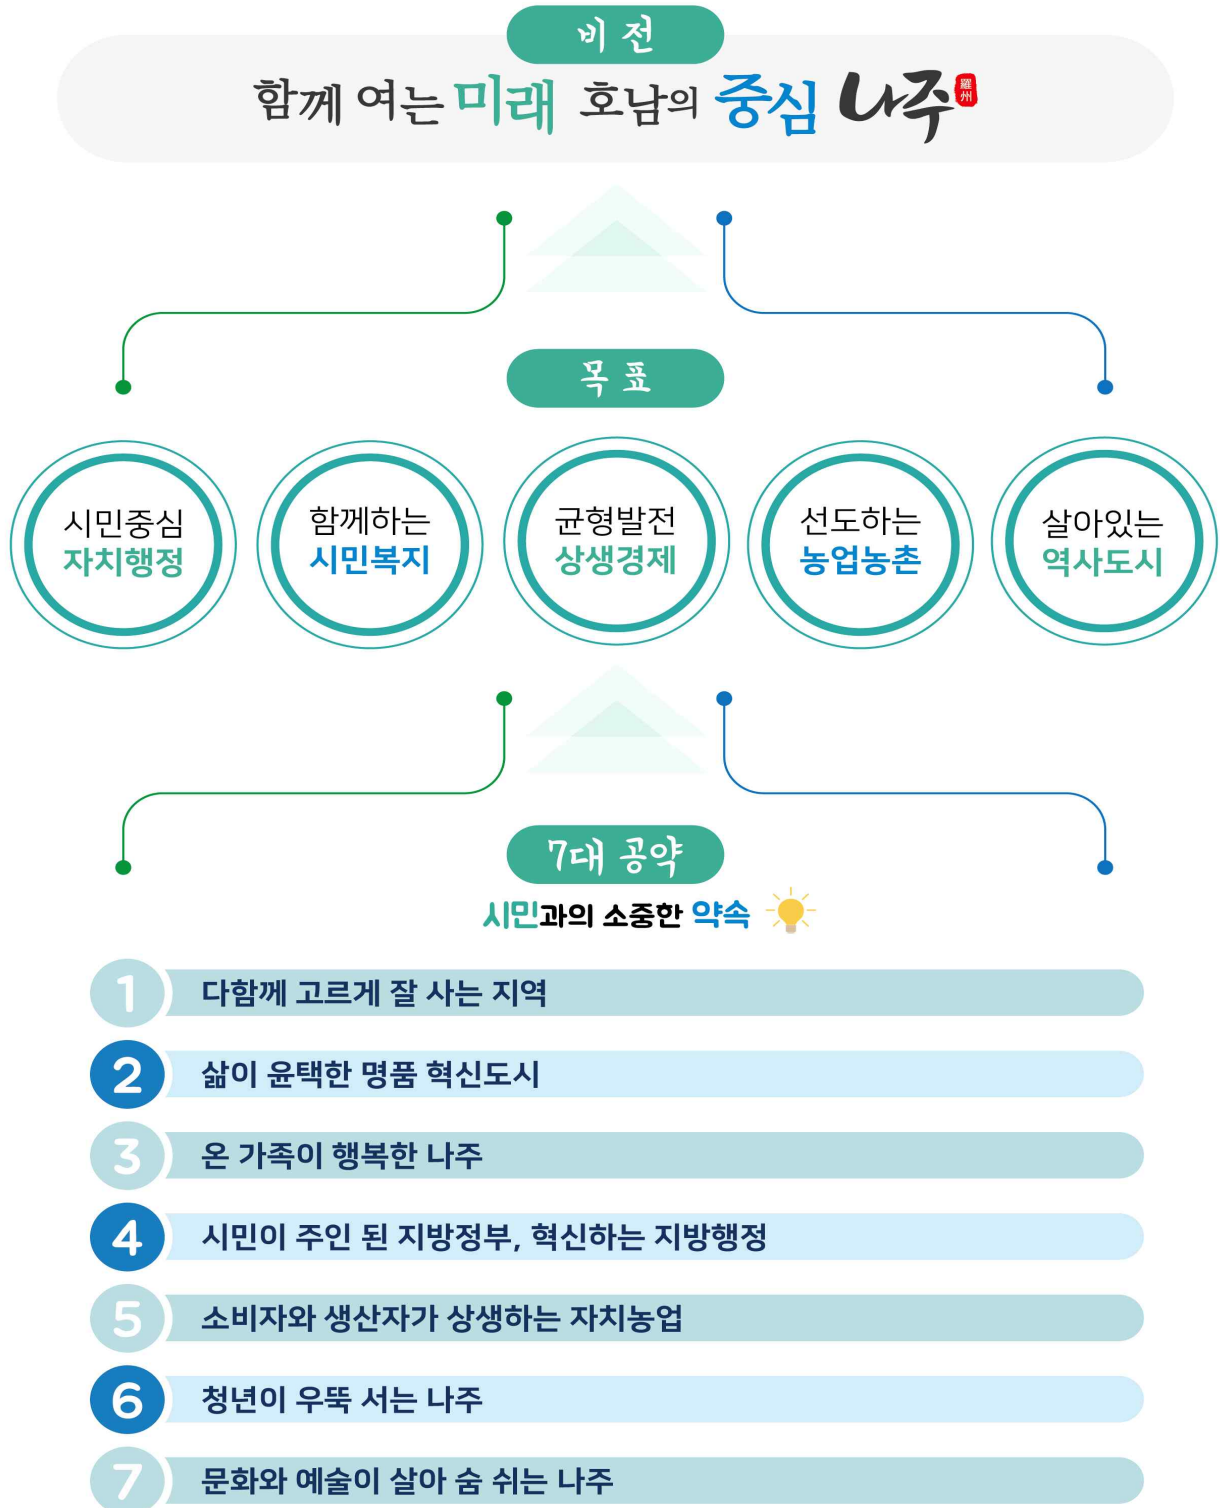 비전
함께 여는 미래 호남의 중심 나주 羅州
목표
시민중심
자치행정
함께하는
시민복지
균형발전
상생경제
선도하는
농업농촌
살아있는
역사도시
7대 공약
시민과의 소중한 약속
1 다함께 고르게 잘 사는 지역
2 삶이 윤택한 명품 혁신도시
3 온 가족이 행복한 나주
4 시민이 주인 된 지방정부, 혁신하는 지방행정
5 소비자와 생산자가 상생하는 자치농업
6 청년이 우뚝 서는 나주
7 문화와 예술이 살아 숨 쉬는 나주